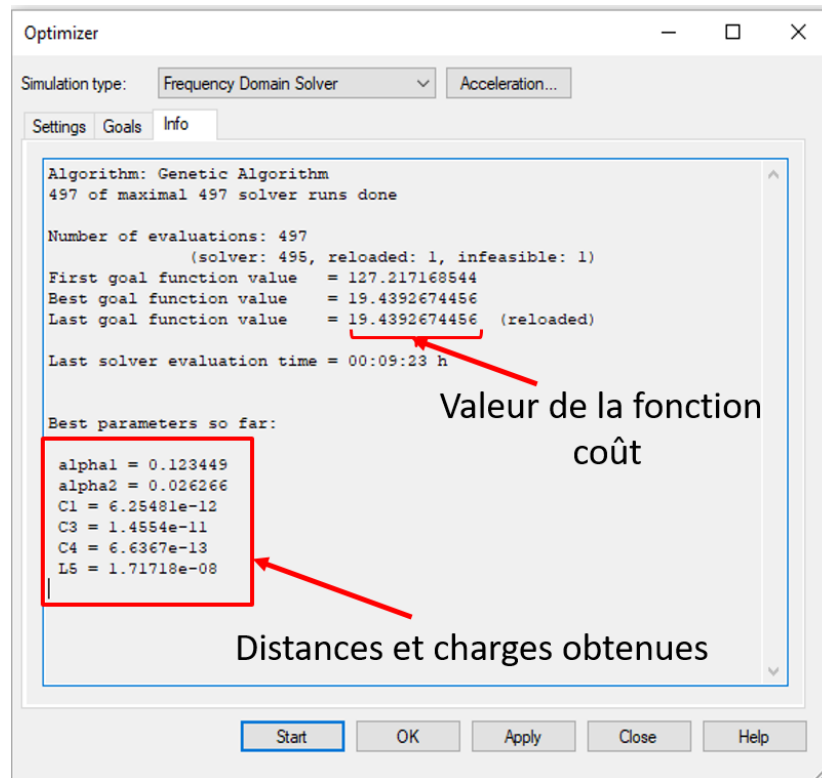 Optimizer
Simulation type: Frequency Domain Solver Acceleration...
Settings Goals Info
Algorithm: Genetic Algorithm
497 of maximal 497 solver runs done
Number of evaluations: 497
(solver: 495, reloaded: 1, infeasible: 1)
First goal function value = 127.217168544
Best goal function value = 19.4392674456
Last goal function value = 19.4392674456 (reloaded)
Last solver evaluation time = 00:09:23 h
Valeur de la fonction
coût
Best parameters so far:
alpha1 = 0.123449
alpha2 = 0.026266
C1 = 6.25481e-12
C3 = 1.4554e-11
C4 = 6.6367e-13
L5 = 1.71718e-08
Distances et charges obtenues
Start OK Apply Close Help